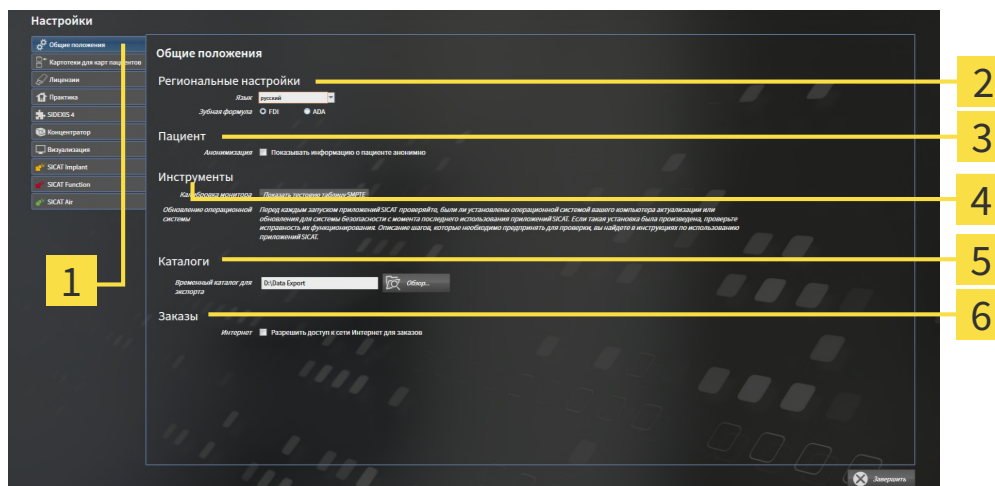 Настройки
Общие положения
Картотеки для карт пациентов
Лицензии
Практика
SIDEXIS 4
Концентратор
Визуализация
SICAT Implant
SICAT Function
SICAT Air
Общие положения
Региональные настройки
Язык русский
Зубная формула FDI ADA
Пациент
Анонимизация Показывать информацию о пациенте анонимно
Инструменты
Калибровка монитора Показать тестовую таблицу SMPTE
Обновление операционной системы
Перед каждым запуском приложений SICAT проверяйте, были ли установлены операционной системой вашего компьютера актуализации или
обновления для системы безопасности с момента последнего использования приложений SICAT. Если такая установка была произведена, проверьте
исправность их функционирования. Описание шагов, которые необходимо предпринять для проверки, вы найдете в инструкциях по использованию
приложений SICAT.
Каталоги
Временный каталог для экспорта
D:\Data Export Обзор...
Заказы
Интернет Разрешить доступ к сети Интернет для заказов
Завершить
1
2
3
4
5
6